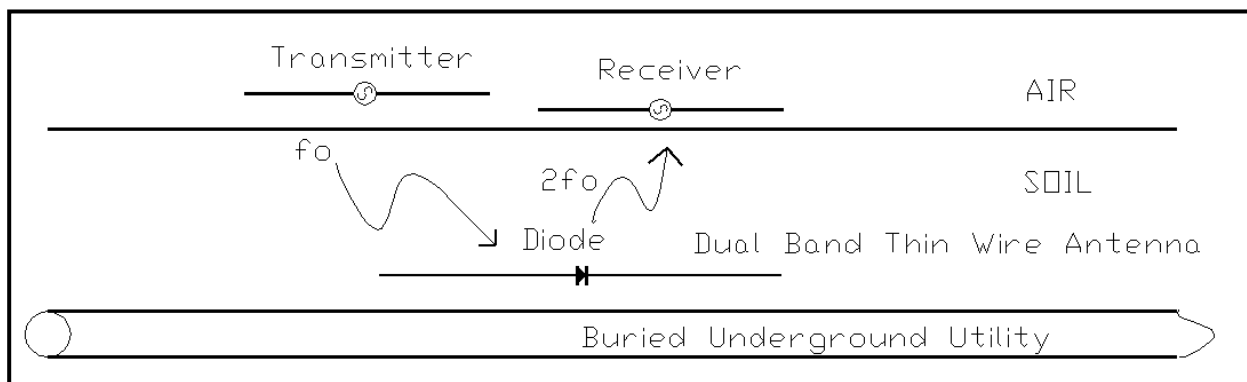 Transmitter
Receiver
AIR
fo
2fo
SOIL
Diode
Dual Band Thin Wire Antenna
Buried Underground Utility